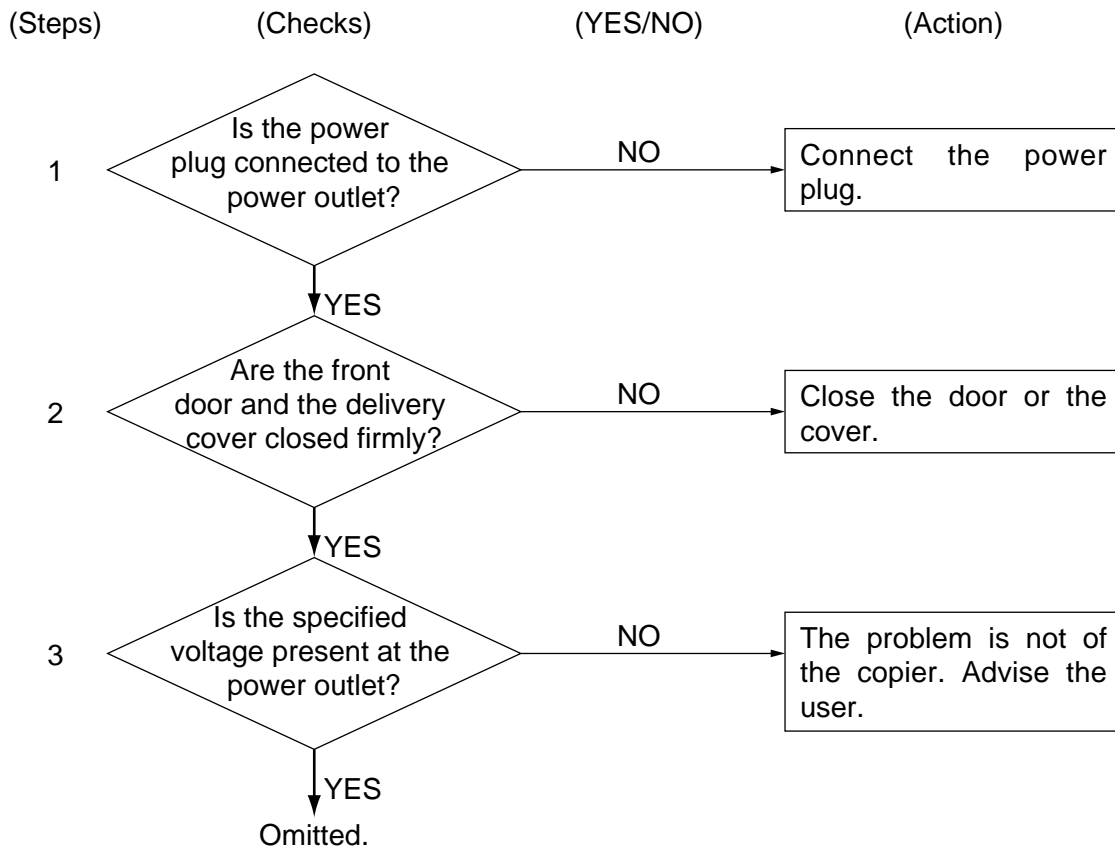 (Steps) (Checks) (YES/NO) (Action)
1
Is the power
plug connected to the
power outlet?
NO
Connect the power
plug.
YES
2
Are the front
door and the delivery
cover closed firmly?
NO
Close the door or the
cover.
YES
3
Is the specified
voltage present at the
power outlet?
NO
The problem is not of
the copier. Advise the
user.
YES
Omitted.